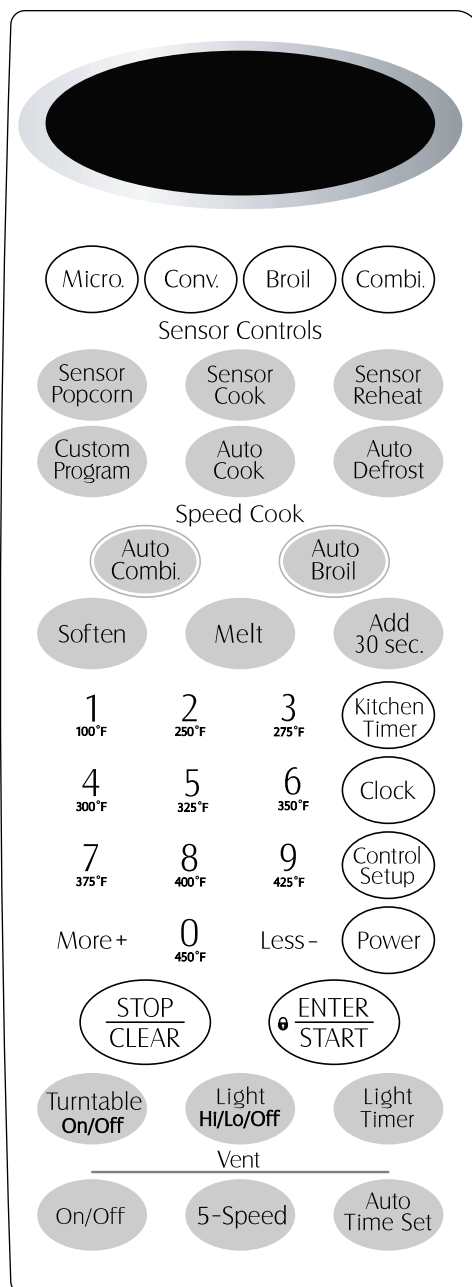 Micro. Conv. Broil Combi.
Sensor Controls
Sensor Popcorn Sensor Cook Sensor Reheat
Custom Program Auto Cook Auto Defrost
Speed Cook
Auto Combi. Auto Broil
Soften Melt Add 30 sec.
1 2 3 Kitchen Timer
100°F 250°F 275°F
4 5 6 Clock
300°F 325°F 350°F
7 8 9 Control Setup
375°F 400°F 425°F
More+ 0 Less- Power
450°F
STOP CLEAR ENTER START
Turntable On/Off Light Hi/Lo/Off Light Timer
Vent
On/Off 5-Speed Auto Time Set